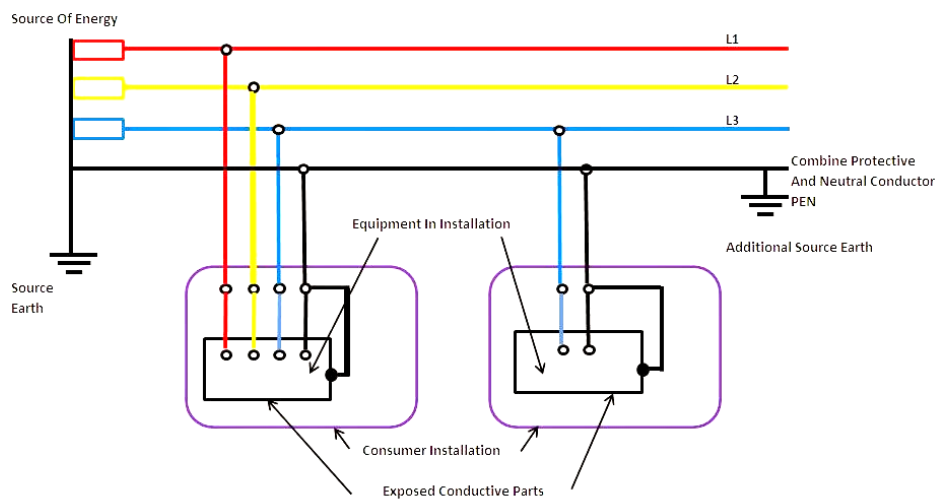 Source Of Energy
L1
L2
L3
Combine Protective
And Neutral Conductor
PEN
Equipment In Installation
Additional Source Earth
Source
Earth
Consumer Installation
Exposed Conductive Parts